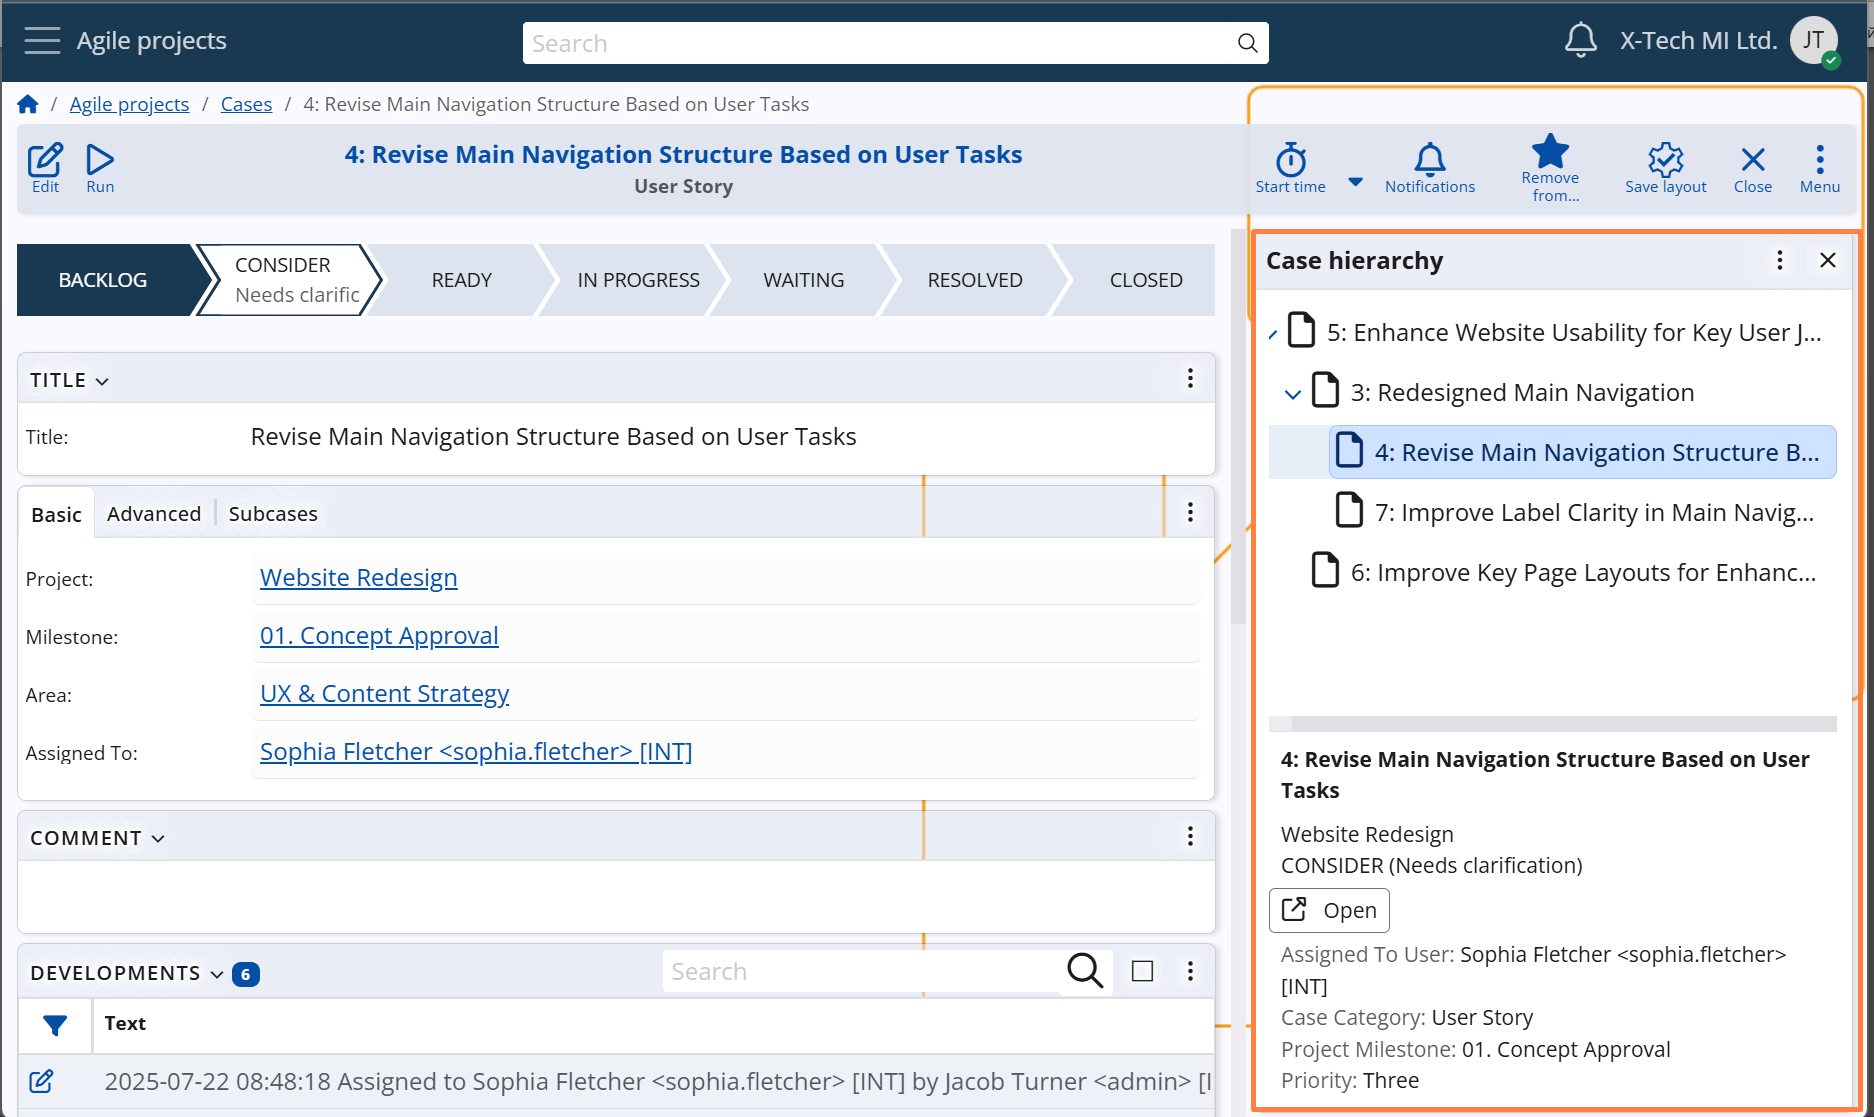 Agile projects
Search
X-Tech MI Ltd.
JT
/ Agile projects / Cases / 4: Revise Main Navigation Structure Based on User Tasks
Edit
Run
4: Revise Main Navigation Structure Based on User Tasks
User Story
Start time
Notifications
Remove
from...
Save layout
Close
Menu
BACKLOG
CONSIDER
Needs clarific
READY
IN PROGRESS
WAITING
RESOLVED
CLOSED
TITLE
Title: Revise Main Navigation Structure Based on User Tasks
Basic
Advanced
Subcases
Project: Website Redesign
Milestone: 01. Concept Approval
Area: UX & Content Strategy
Assigned To: Sophia Fletcher <sophia.fletcher> [INT]
COMMENT
DEVELOPMENTS 6
Search
Text
2025-07-22 08:48:18 Assigned to Sophia Fletcher <sophia.fletcher> [INT] by Jacob Turner <admin> [I
Case hierarchy
5: Enhance Website Usability for Key User J...
3: Redesigned Main Navigation
4: Revise Main Navigation Structure B...
7: Improve Label Clarity in Main Navig...
6: Improve Key Page Layouts for Enhanc...
4: Revise Main Navigation Structure Based on User
Tasks
Website Redesign
CONSIDER (Needs clarification)
Open
Assigned To User: Sophia Fletcher <sophia.fletcher>
[INT]
Case Category: User Story
Project Milestone: 01. Concept Approval
Priority: Three